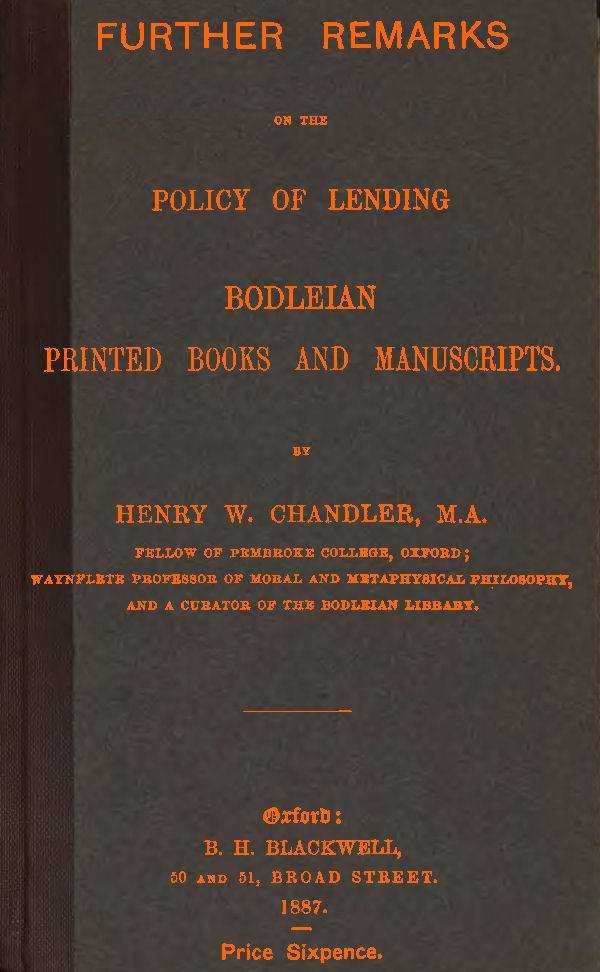 FURTHER REMARKS
ON THE
POLICY OF LENDING
BODLEIAN
PRINTED BOOKS AND MANUSCRIPTS.
BY
HENRY W. CHANDLER, M.A.
FELLOW OF PEMBROKE COLLEGE, OXFORD;
WAYNFLETE PROFESSOR OF MORAL AND METAPHYSICAL PHILOSOPHY,
AND A CURATOR OF THE BODLEIAN LIBRARY.
Oxford:
B. H. BLACKWELL,
50 AND 51, BROAD STREET.
1887.
Price Sixpence.